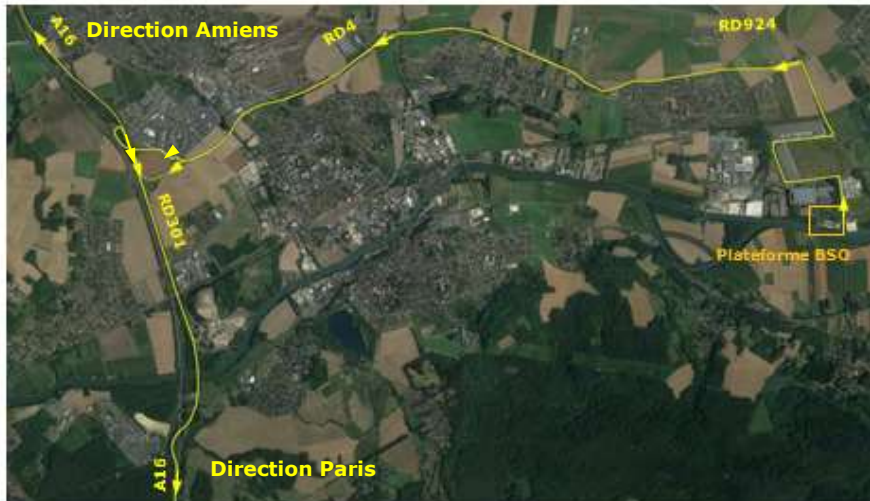 A16
Direction Amiens
RD4
RD924
RD301
Plateforme BSO
Direction Paris
A16